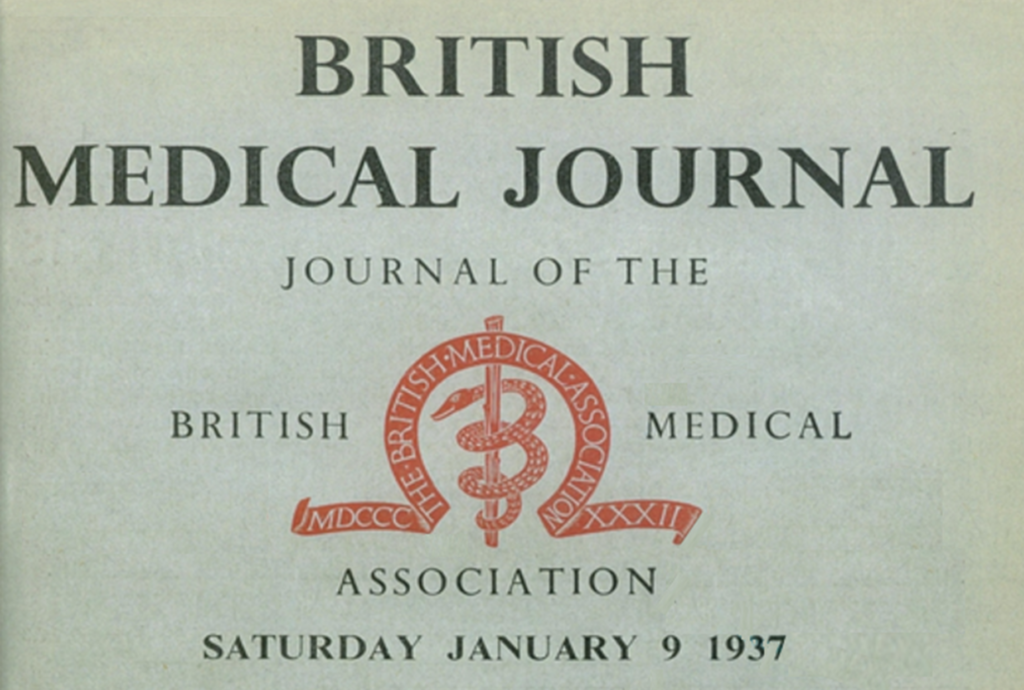 BRITISH
MEDICAL JOURNAL
JOURNAL OF THE
THE·BRITISH·MEDICAL·ASSOCIATION
BRITISH MEDICAL
MDCCC XXXII
ASSOCIATION
SATURDAY JANUARY 9 1937